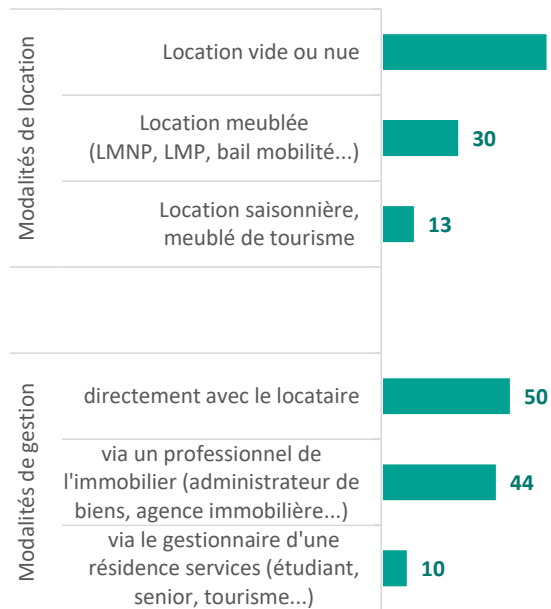 Modalités de location
Location vide ou nue
Location meublée
(LMNP, LMP, bail mobilité...)
30
Location saisonnière,
meublé de tourisme
13
Modalités de gestion
directement avec le locataire
50
via un professionnel de
l'immobilier (administrateur de
biens, agence immobilière...)
44
via le gestionnaire d'une
résidence services (étudiant,
senior, tourisme...)
10